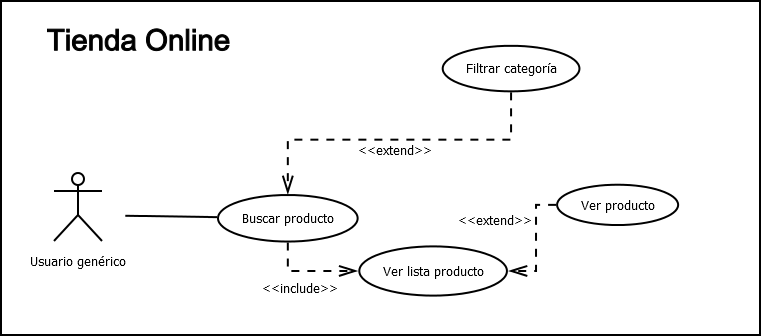 Tienda Online
Filtrar categoría
<<extend>>
Buscar producto
Ver producto
<<extend>>
Usuario genérico
Ver lista producto
<<include>>